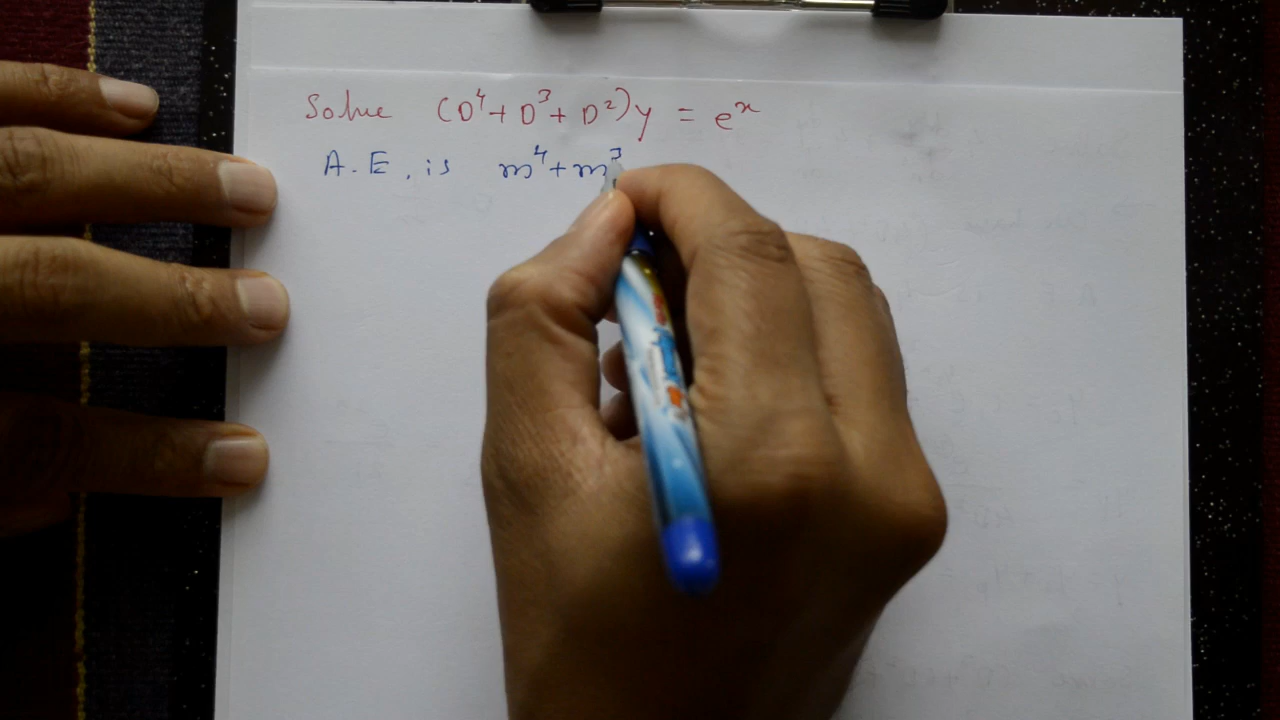 Solve (D⁴+D³+D²)y = eˣ
A.E. is m⁴+m³